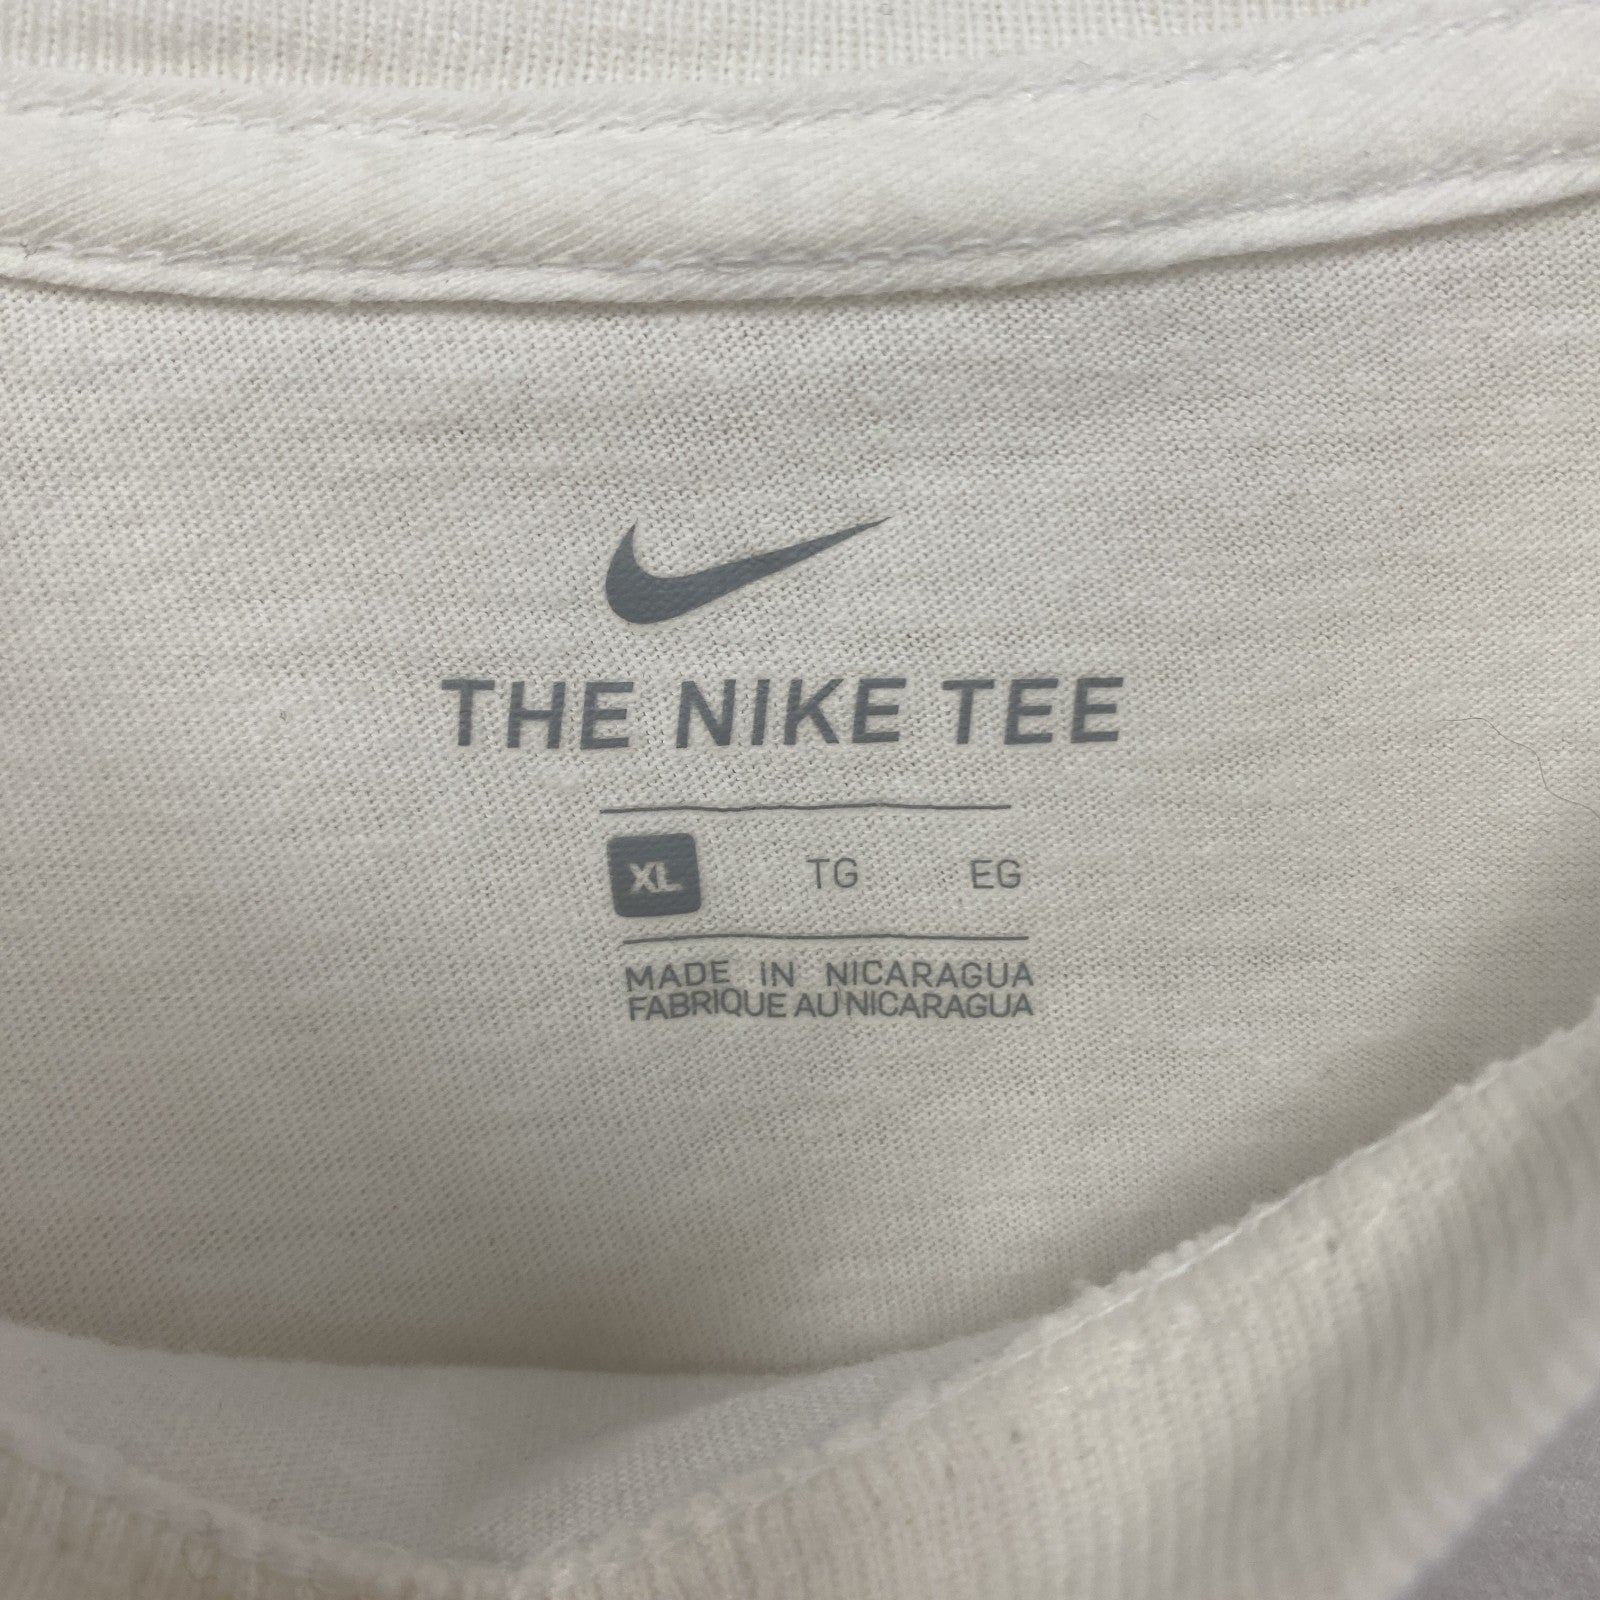 THE NIKE TEE
XL TG EG
MADE IN NICARAGUA
FABRIQUE AU NICARAGUA